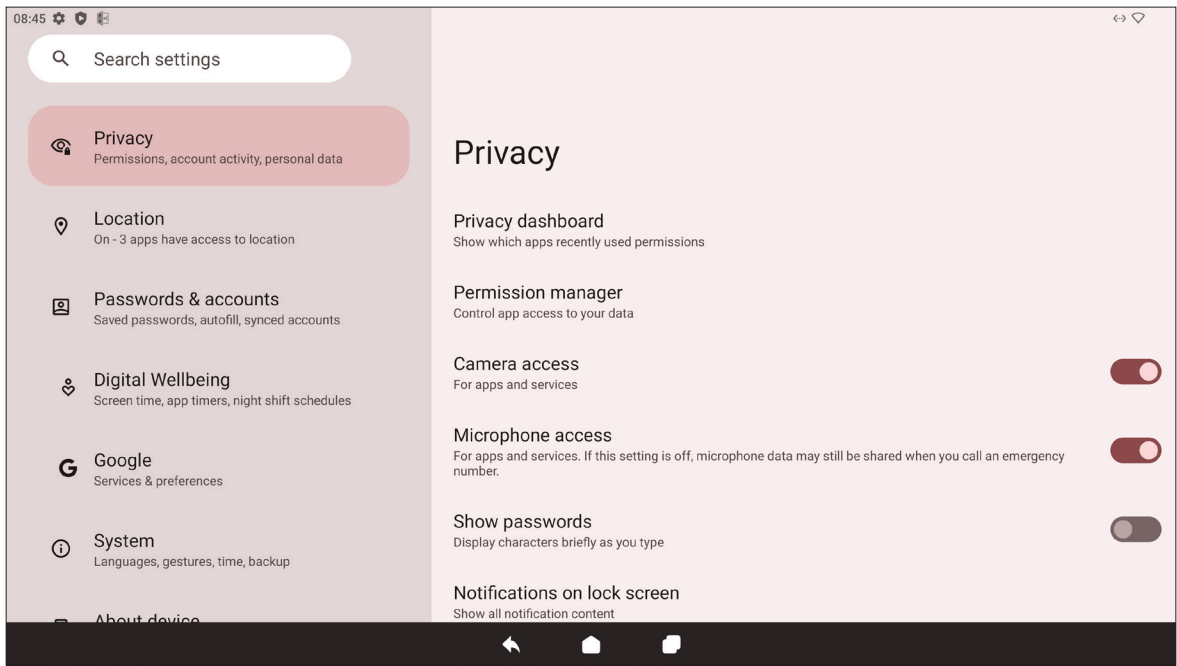 08:45
Search settings
Privacy
Permissions, account activity, personal data
Location
On - 3 apps have access to location
Passwords & accounts
Saved passwords, autofill, synced accounts
Digital Wellbeing
Screen time, app timers, night shift schedules
Google
Services & preferences
System
Languages, gestures, time, backup
About device
Privacy
Privacy dashboard
Show which apps recently used permissions
Permission manager
Control app access to your data
Camera access
For apps and services
Microphone access
For apps and services. If this setting is off, microphone data may still be shared when you call an emergency
number.
Show passwords
Display characters briefly as you type
Notifications on lock screen
Show all notification content